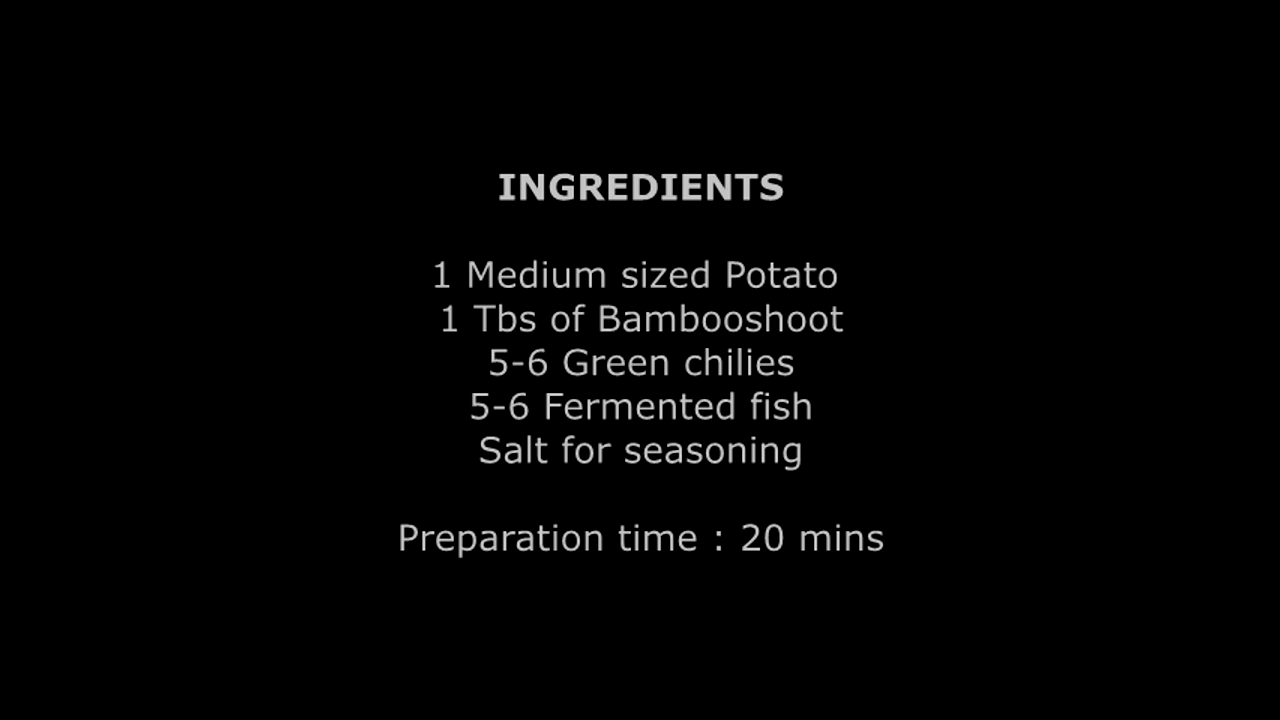 INGREDIENTS
1 Medium sized Potato
1 Tbs of Bambooshoot
5-6 Green chilies
5-6 Fermented fish
Salt for seasoning
Preparation time : 20 mins